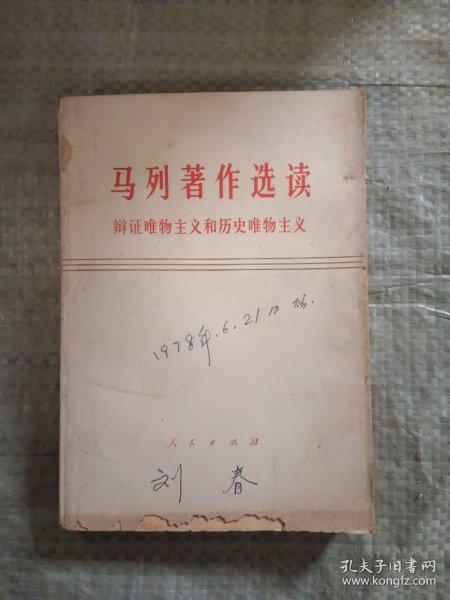 马列著作选读
辩证唯物主义和历史唯物主义
1978年.6.21日
人民出版社
刘春
孔夫子旧书网
www.kongfz.com